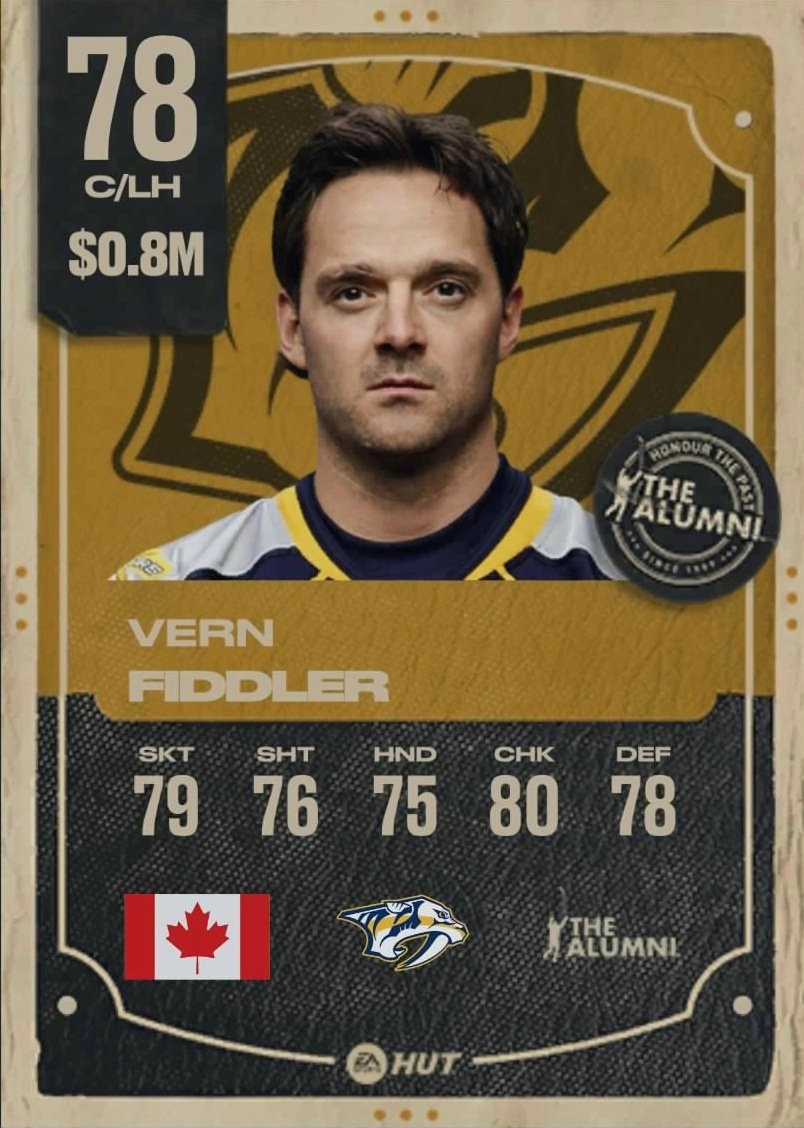 78
C/LH
$0.8M
HONOUR THE PAST
THE
ALUMNI
VERN
FIDDLER
SKT SHT HND CHK DEF
79 76 75 80 78
THE
ALUMNI
EA
HUT